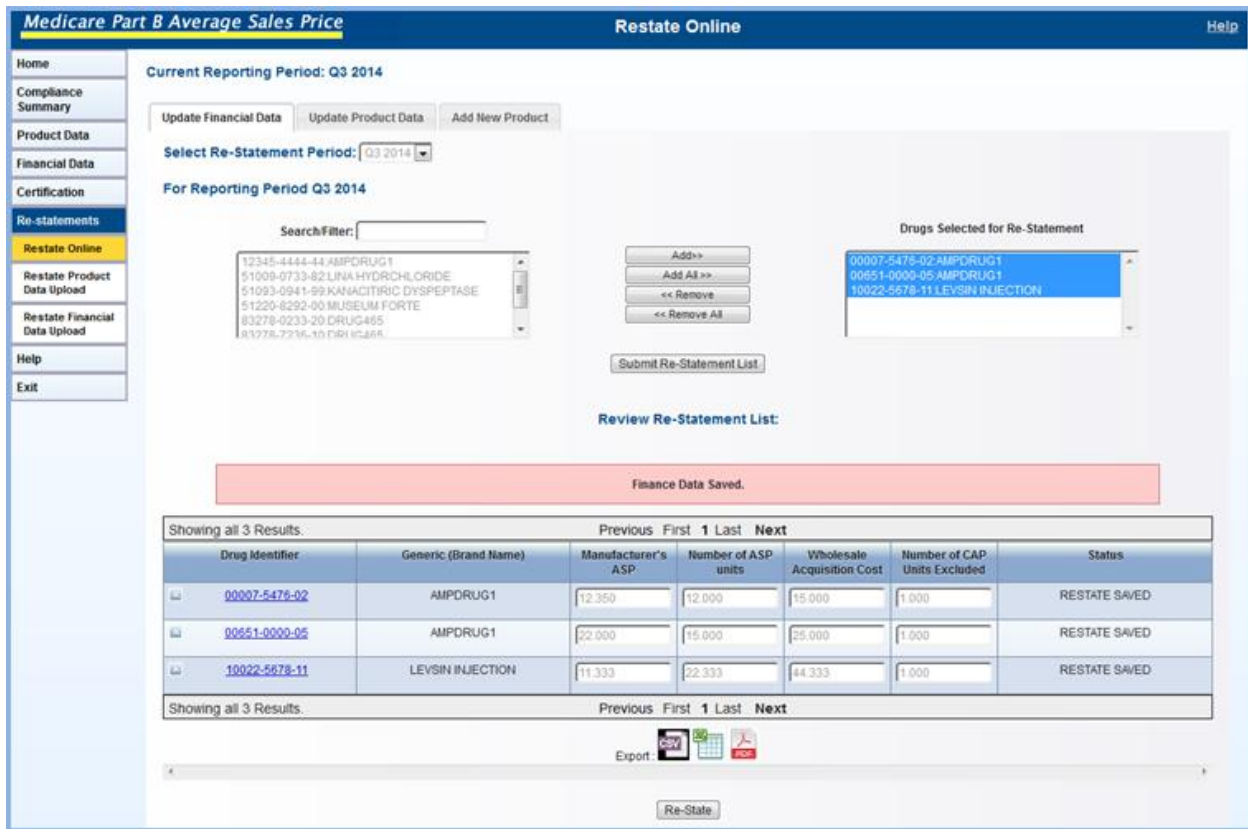 Medicare Part B Average Sales Price
Restate Online
Help
Home
Compliance
Summary
Product Data
Financial Data
Certification
Re-statements
Restate Online
Restate Product
Data Upload
Restate Financial
Data Upload
Help
Exit
Current Reporting Period: Q3 2014
Update Financial Data Update Product Data Add New Product
Select Re-Statement Period: Q3 2014
For Reporting Period Q3 2014
Search/Filter:
12345-4444-44:AMPDRUG1
51009-0733-82:LINA HYDRCHLORIDE
51093-0941-99:KANACITIRIC DYSPEPTASE
51220-8292-00:MUSEUM FORTE
83278-0233-20:DRUG465
83278-7236-10:DRUG465
Add>>
Add All >>
<< Remove
<< Remove All
Drugs Selected for Re-Statement
00007-5476-02:AMPDRUG1
00651-0000-05:AMPDRUG1
10022-5678-11:LEVSIN INJECTION
Submit Re-Statement List
Review Re-Statement List:
Finance Data Saved.
Showing all 3 Results. Previous First 1 Last Next
Drug Identifier Generic (Brand Name) Manufacturer's ASP Number of ASP units Wholesale Acquisition Cost Number of CAP Units Excluded Status
00007-5476-02 AMPDRUG1 12.350 12.000 15.000 1.000 RESTATE SAVED
00651-0000-05 AMPDRUG1 22.000 15.000 25.000 1.000 RESTATE SAVED
10022-5678-11 LEVSIN INJECTION 11.333 22.333 44.333 1.000 RESTATE SAVED
Showing all 3 Results. Previous First 1 Last Next
Export: CSV PDF
Re-State